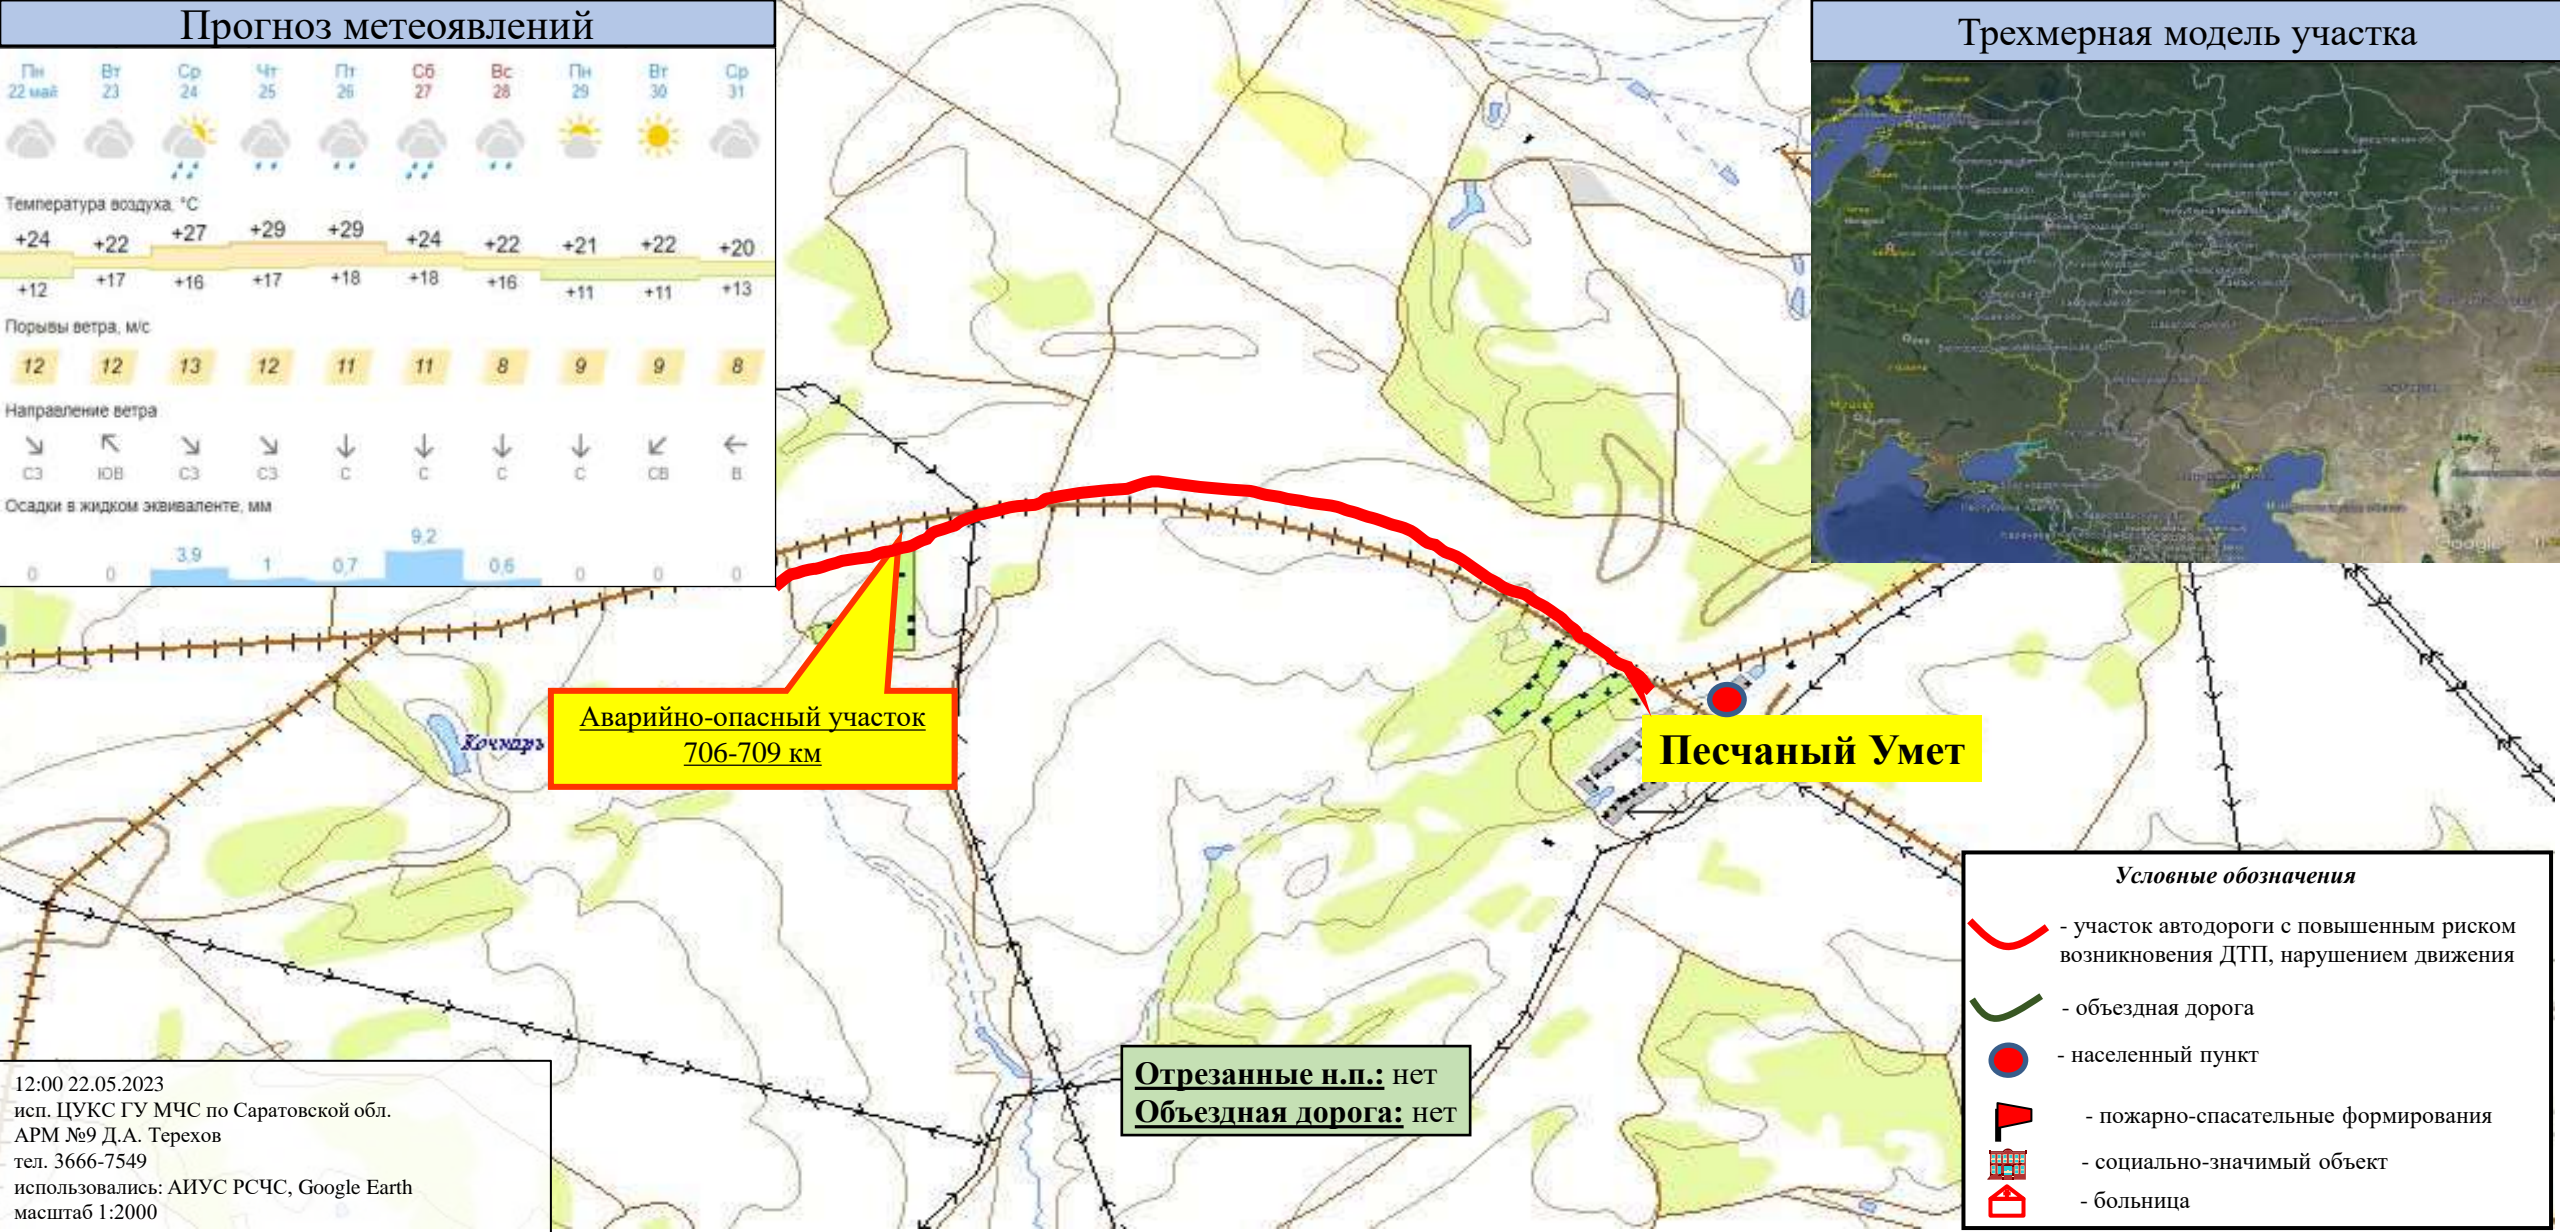 Прогноз метеоявлений
Пн Вт Ср Чт Пт Сб Вс Пн Вт Ср
22 май 23 24 25 26 27 28 29 30 31
Температура воздуха, °C
+24 +22 +27 +29 +29 +24 +22 +21 +22 +20
+12 +17 +16 +17 +18 +18 +16 +11 +11 +13
Порывы ветра, м/с
12 12 13 12 11 11 8 9 9 8
Направление ветра
СЗ ЮВ СЗ СЗ С С С С СВ В
Осадки в жидком эквиваленте, мм
0 0 3,9 1 0,7 9,2 0,6 0 0 0
Трехмерная модель участка
Google
Аварийно-опасный участок
706-709 км
Кочкаръ
Песчаный Умет
Отрезанные н.п.: нет
Объездная дорога: нет
12:00 22.05.2023
исп. ЦУКС ГУ МЧС по Саратовской обл.
АРМ №9 Д.А. Терехов
тел. 3666-7549
использовались: АИУС РСЧС, Google Earth
масштаб 1:2000
Условные обозначения
- участок автодороги с повышенным риском
возникновения ДТП, нарушением движения
- объездная дорога
- населенный пункт
- пожарно-спасательные формирования
- социально-значимый объект
- больница